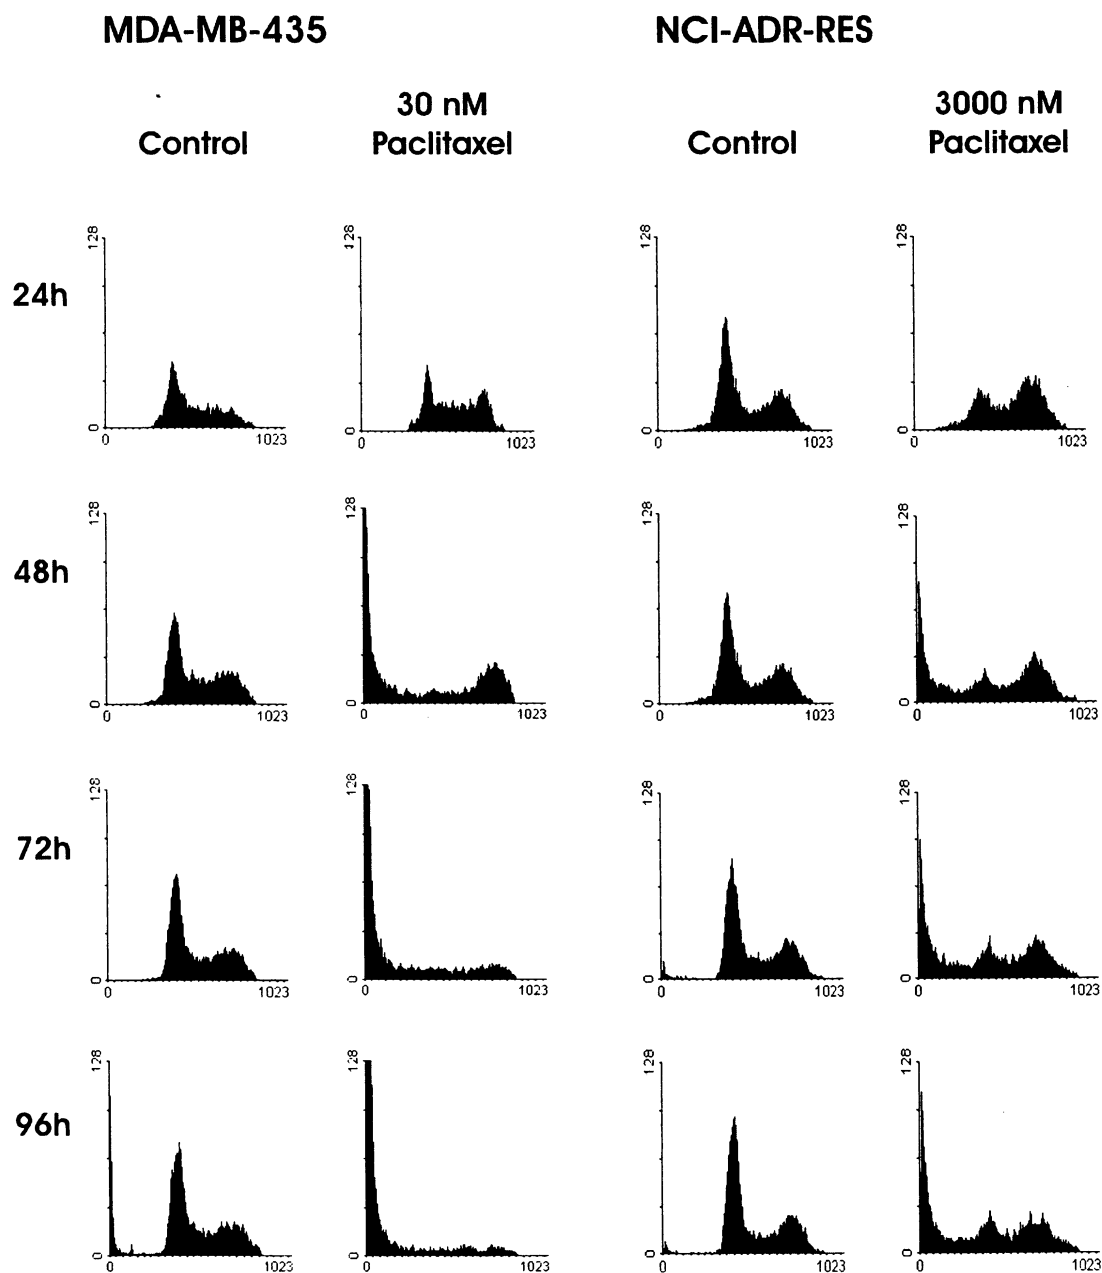 MDA-MB-435 NCI-ADR-RES
30 nM 3000 nM
Control Paclitaxel Control Paclitaxel
24h
128 128 128 128
0 0 0 0
0 1023 0 1023 0 1023 0 1023
48h
128 128 128 128
0 0 0 0
0 1023 0 1023 0 1023 0 1023
72h
128 128 128 128
0 0 0 0
0 1023 0 1023 0 1023 0 1023
96h
128 128 128 128
0 0 0 0
0 1023 0 1023 0 1023 0 1023